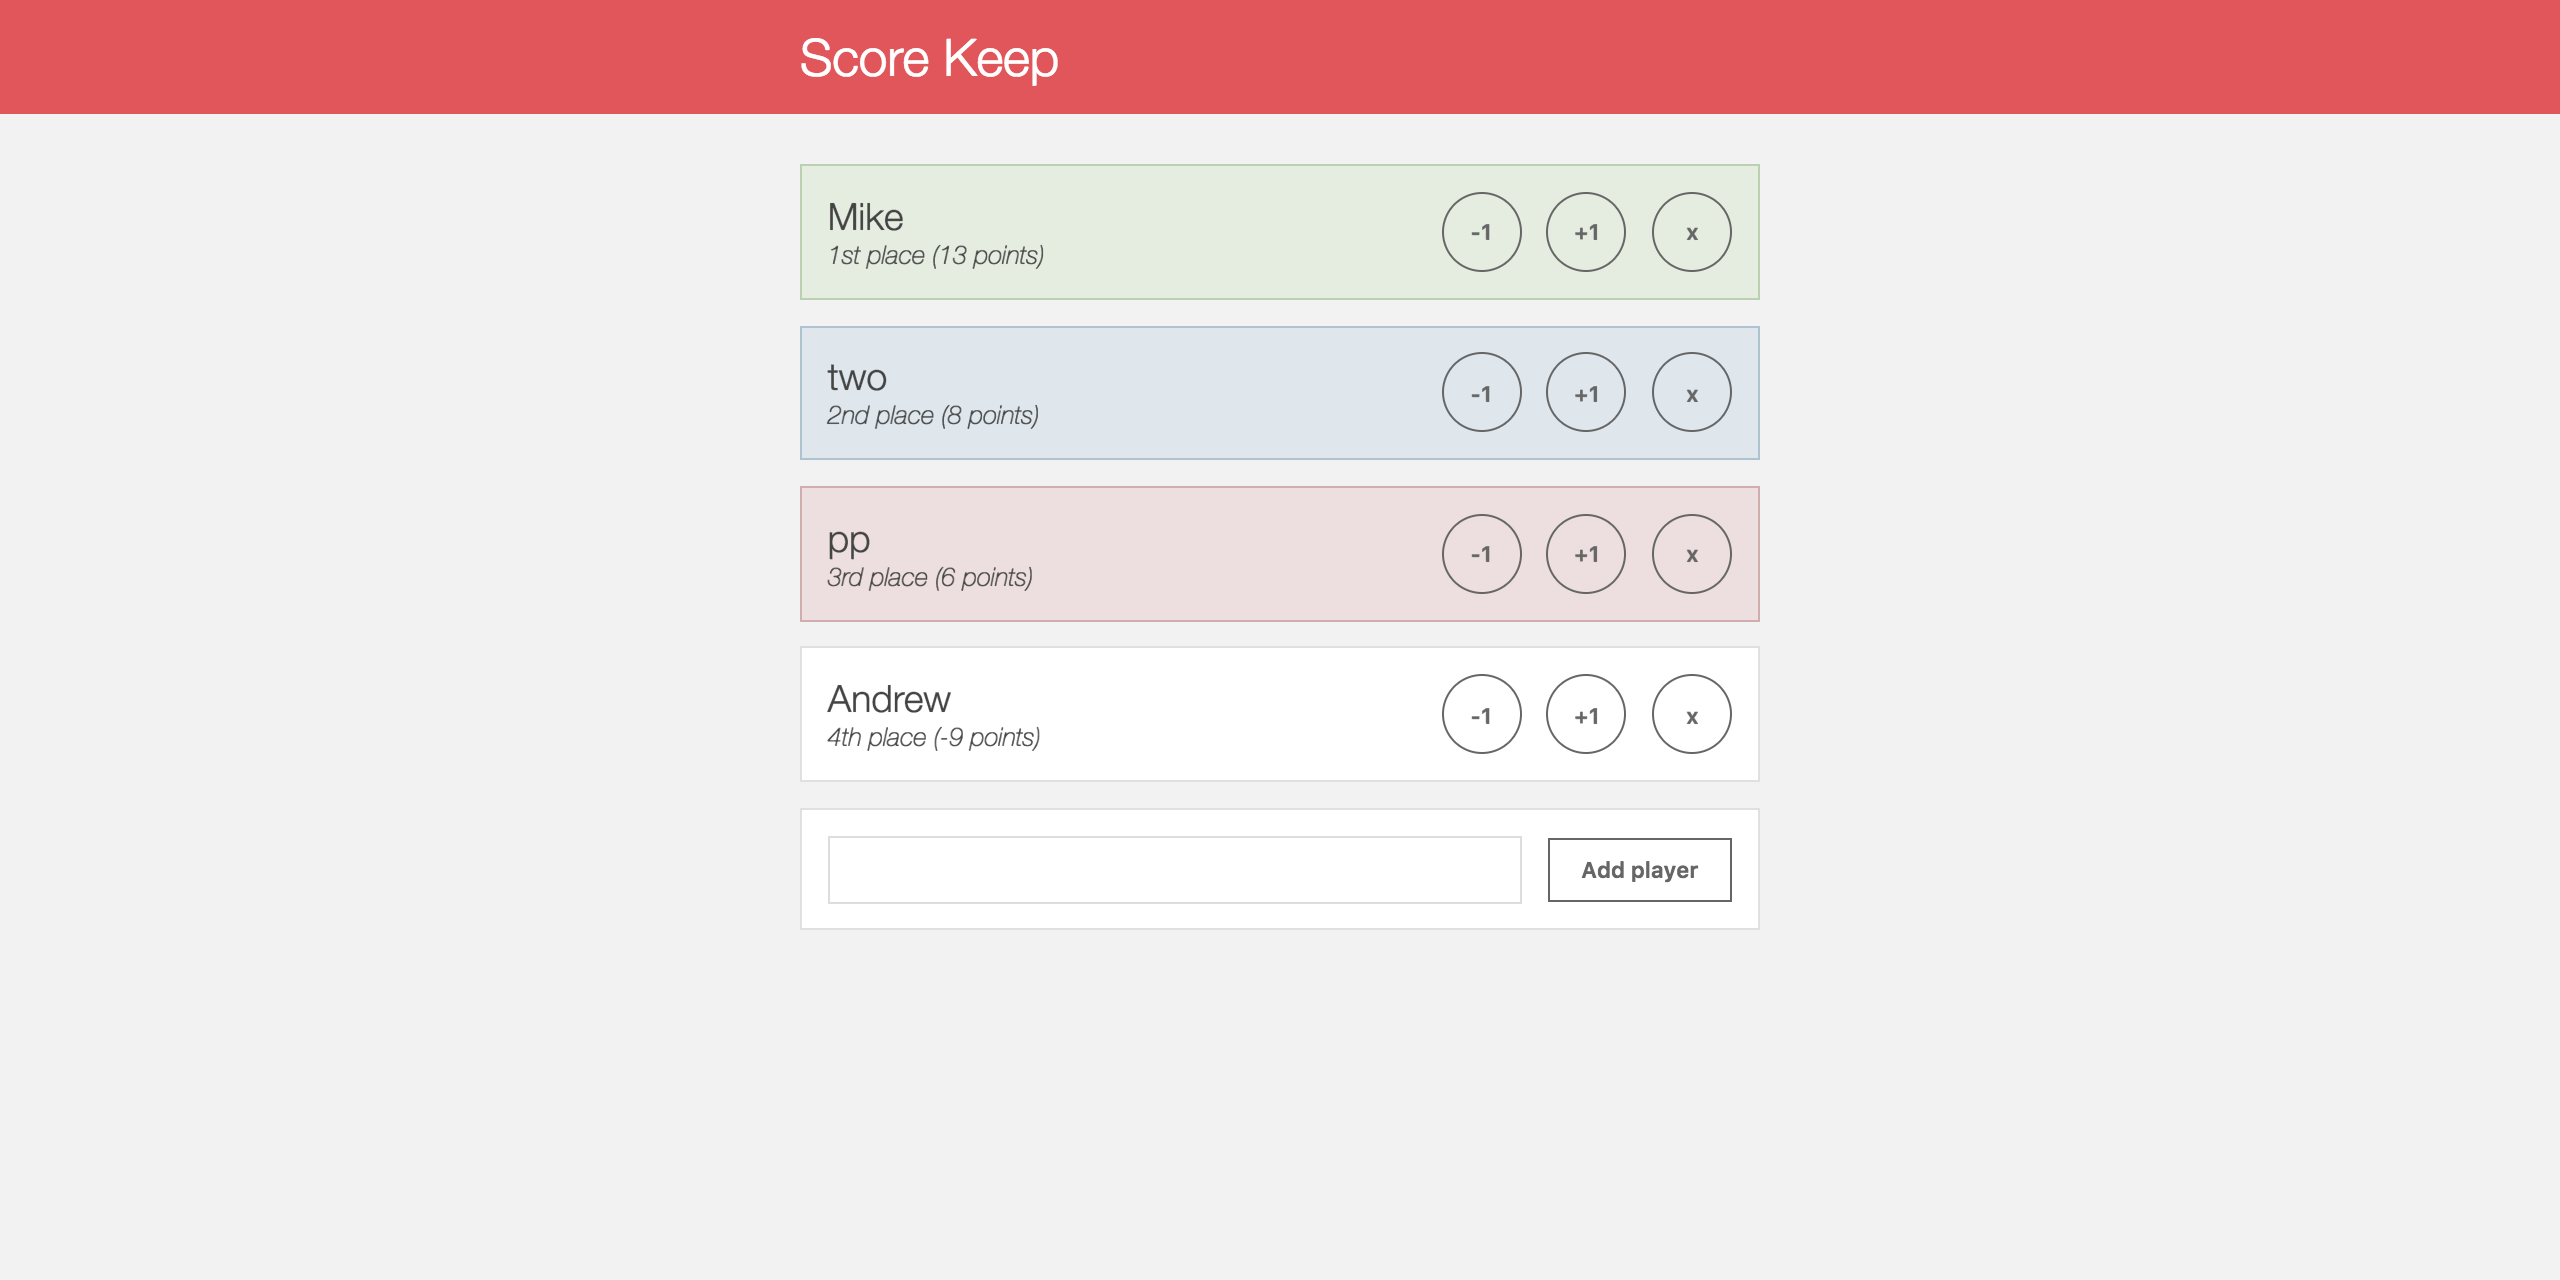 Score Keep
Mike
1st place (13 points)
-1 +1 x
two
2nd place (8 points)
-1 +1 x
pp
3rd place (6 points)
-1 +1 x
Andrew
4th place (-9 points)
-1 +1 x
Add player